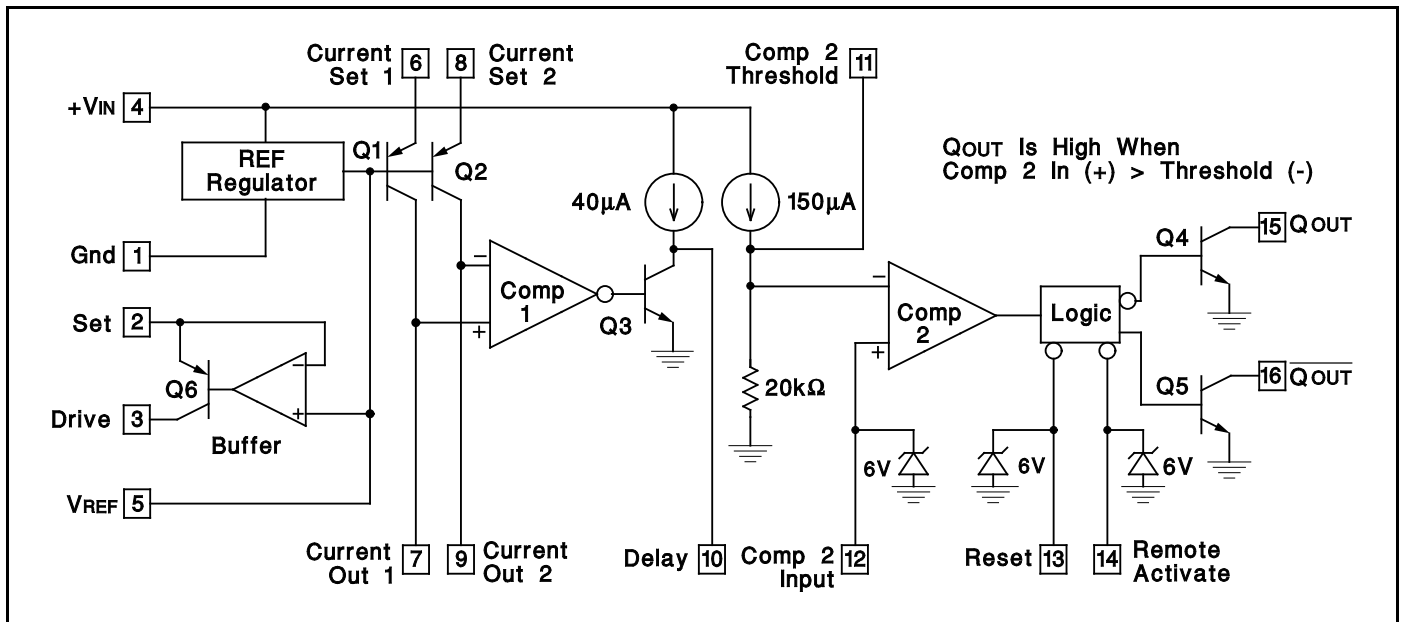 Current
Set 1
6
8
Current
Set 2
Comp 2
Threshold
11
+VIN
4
QOUT Is High When
Comp 2 In (+) > Threshold (-)
REF
Regulator
Q1
Q2
40μA
150μA
Gnd
1
Q4
15
QOUT
Set
2
−
Comp
1
+
Q3
−
Comp
2
+
Logic
Q6
−
+
Buffer
20kΩ
Q5
16
QOUT
Drive
3
6V
6V
6V
VREF
5
Current
Out 1
7
9
Current
Out 2
Delay
10
Comp 2
Input
12
Reset
13
14
Remote
Activate